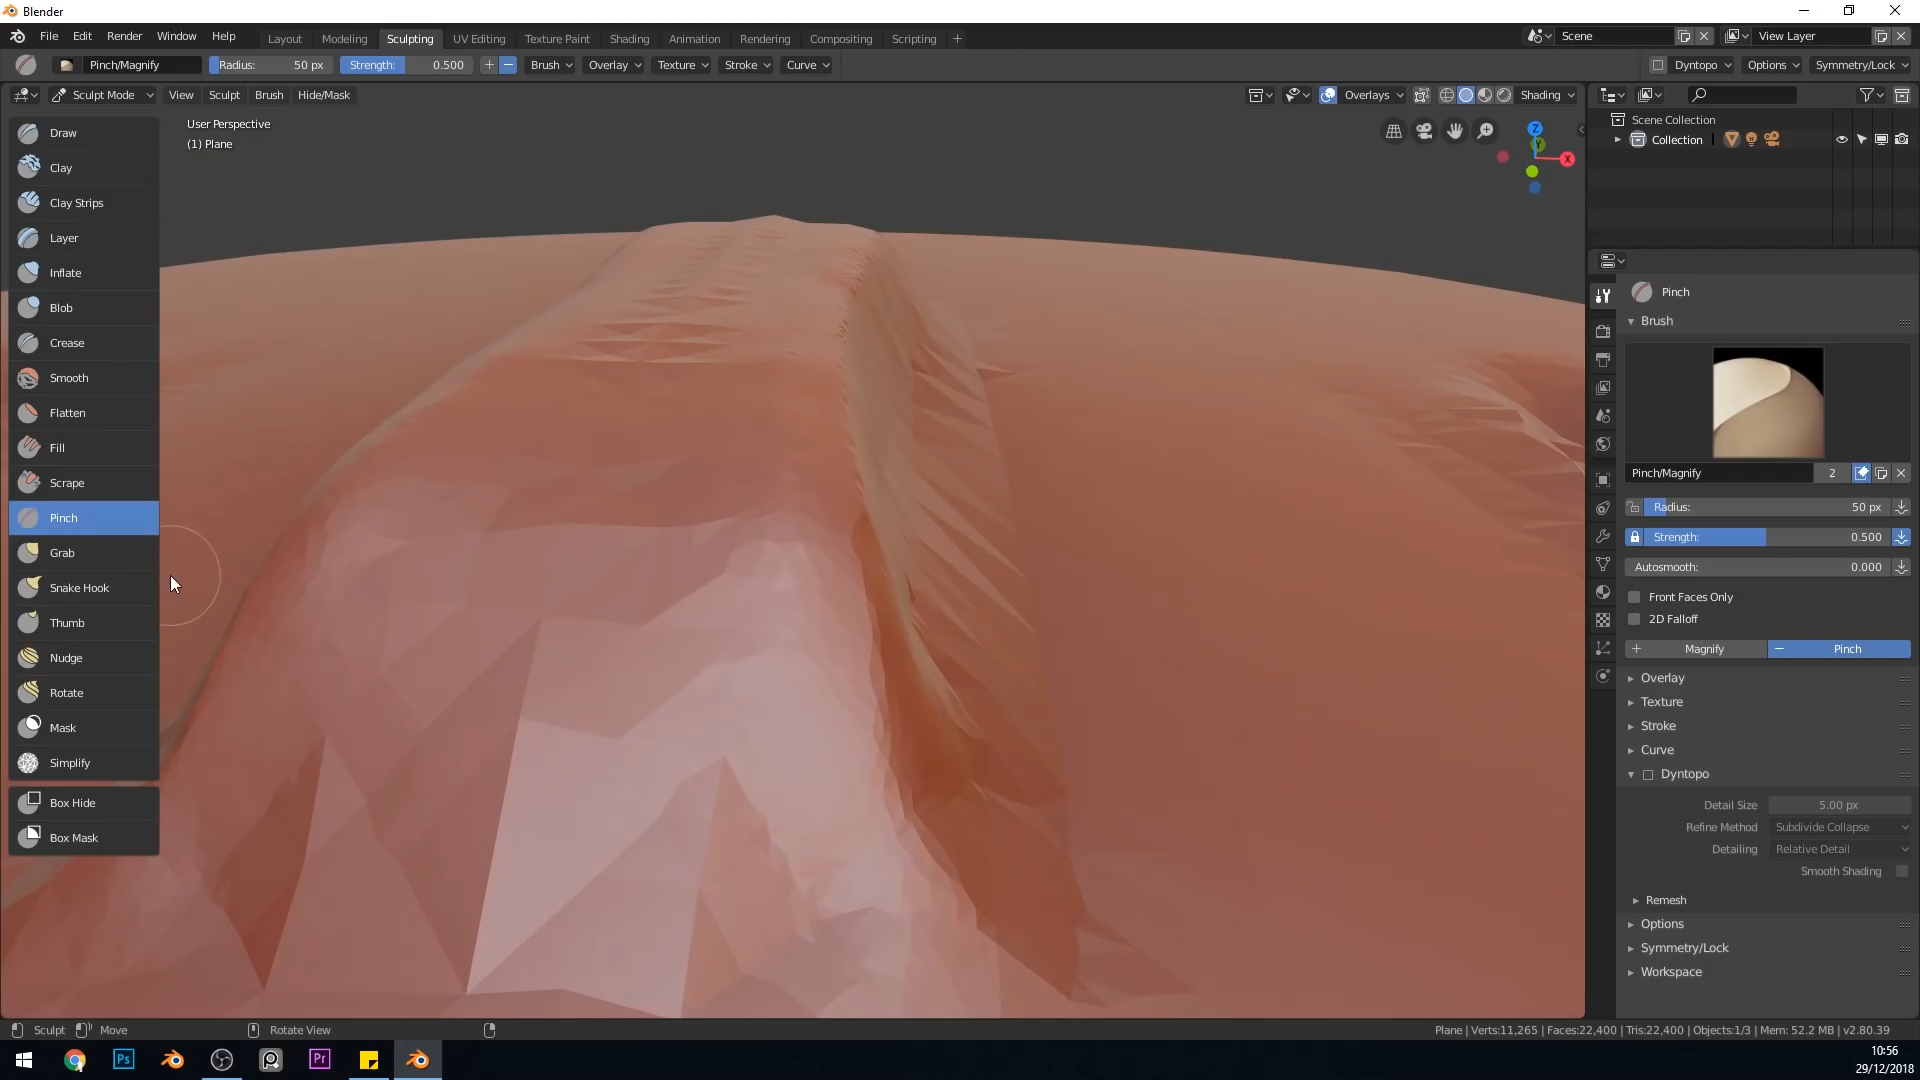 Blender
File Edit Render Window Help Layout Modeling Sculpting UV Editing Texture Paint Shading Animation Rendering Compositing Scripting + Scene View Layer
Pinch/Magnify Radius: 50 px Strength: 0.500 + − Brush Overlay Texture Stroke Curve Dyntopo Options Symmetry/Lock
Sculpt Mode View Sculpt Brush Hide/Mask Overlays Shading
User Perspective
(1) Plane
Z
Y
X
Draw
Clay
Clay Strips
Layer
Inflate
Blob
Crease
Smooth
Flatten
Fill
Scrape
Pinch
Grab
Snake Hook
Thumb
Nudge
Rotate
Mask
Simplify
Box Hide
Box Mask
Scene Collection
Collection
Pinch
Brush
Pinch/Magnify 2
Radius: 50 px
Strength: 0.500
Autosmooth: 0.000
Front Faces Only
2D Falloff
+ Magnify − Pinch
Overlay
Texture
Stroke
Curve
Dyntopo
Detail Size 5.00 px
Refine Method Subdivide Collapse
Detailing Relative Detail
Smooth Shading
Remesh
Options
Symmetry/Lock
Workspace
Sculpt Move Rotate View Plane | Verts:11,265 | Faces:22,400 | Tris:22,400 | Objects:1/3 | Mem: 52.2 MB | v2.80.39
Ps Pr
10:56
29/12/2018